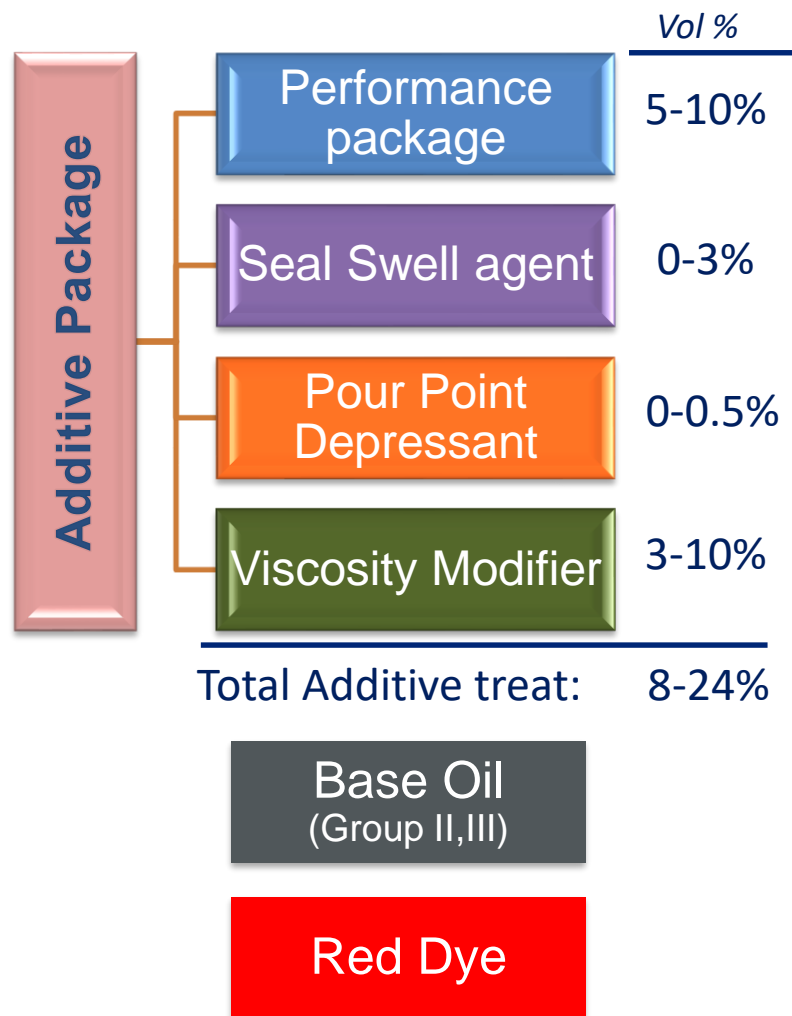 Vol %
Additive Package
Performance
package
5-10%
Seal Swell agent
0-3%
Pour Point
Depressant
0-0.5%
Viscosity Modifier
3-10%
Total Additive treat:
8-24%
Base Oil
(Group II,III)
Red Dye